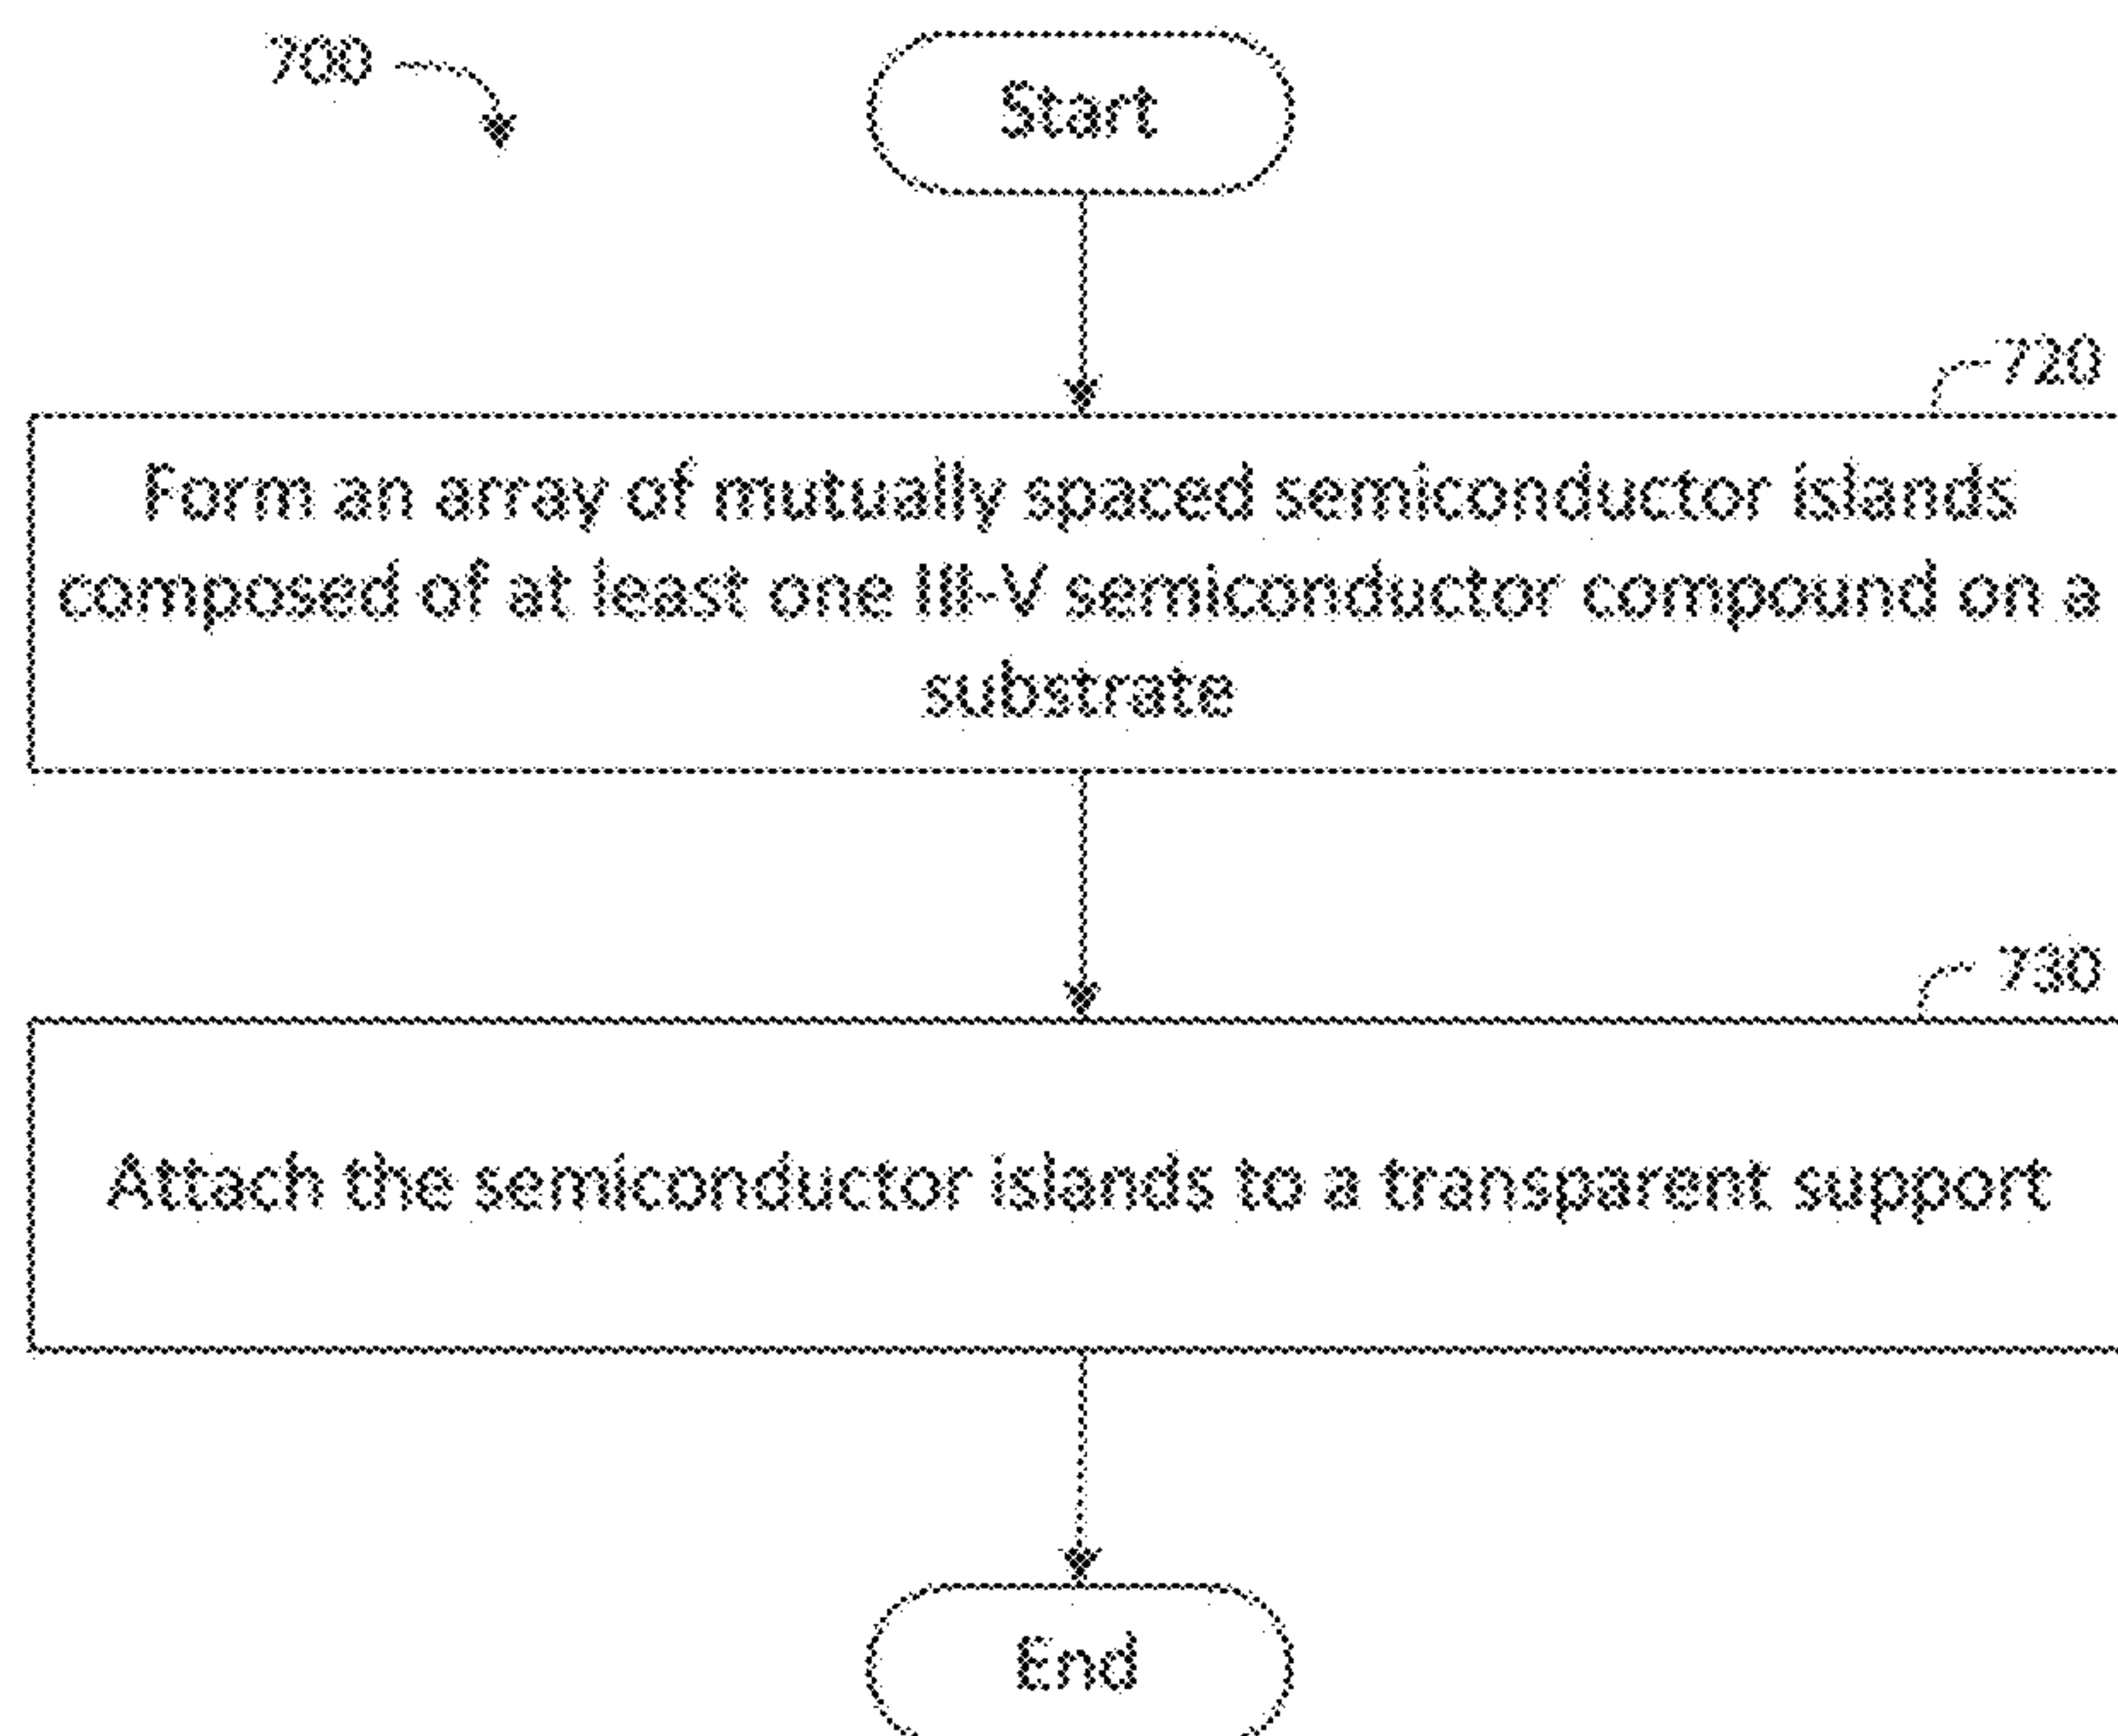 700
Start
720
Form an array of mutually spaced semiconductor islands
composed of at least one III-V semiconductor compound on a
substrate
730
Attach the semiconductor islands to a transparent support
End